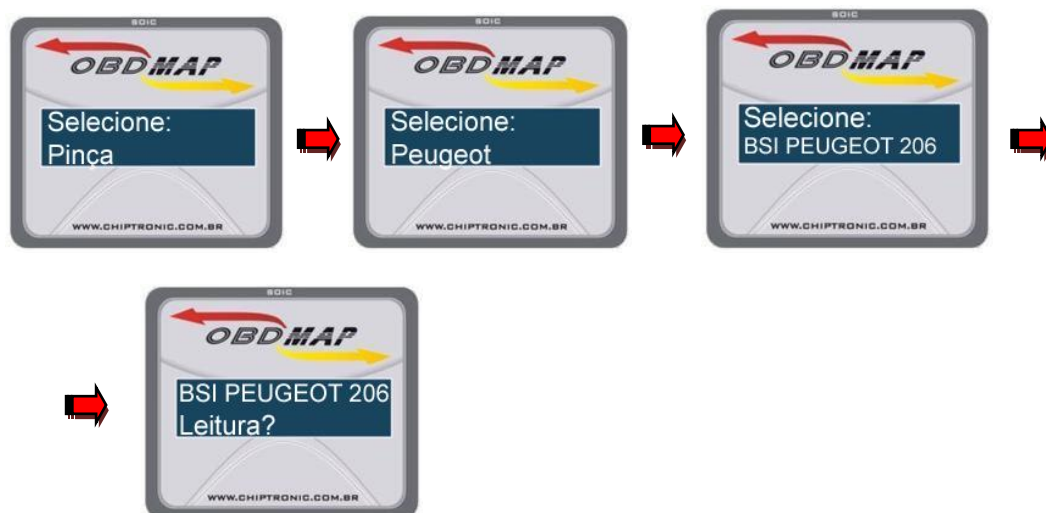 SOIC
OBDMAP
Selecione:
Pinça
WWW.CHIPTRONIC.COM.BR
SOIC
OBDMAP
Selecione:
Peugeot
WWW.CHIPTRONIC.COM.BR
SOIC
OBDMAP
Selecione:
BSI PEUGEOT 206
WWW.CHIPTRONIC.COM.BR
SOIC
OBDMAP
BSI PEUGEOT 206
Leitura?
WWW.CHIPTRONIC.COM.BR